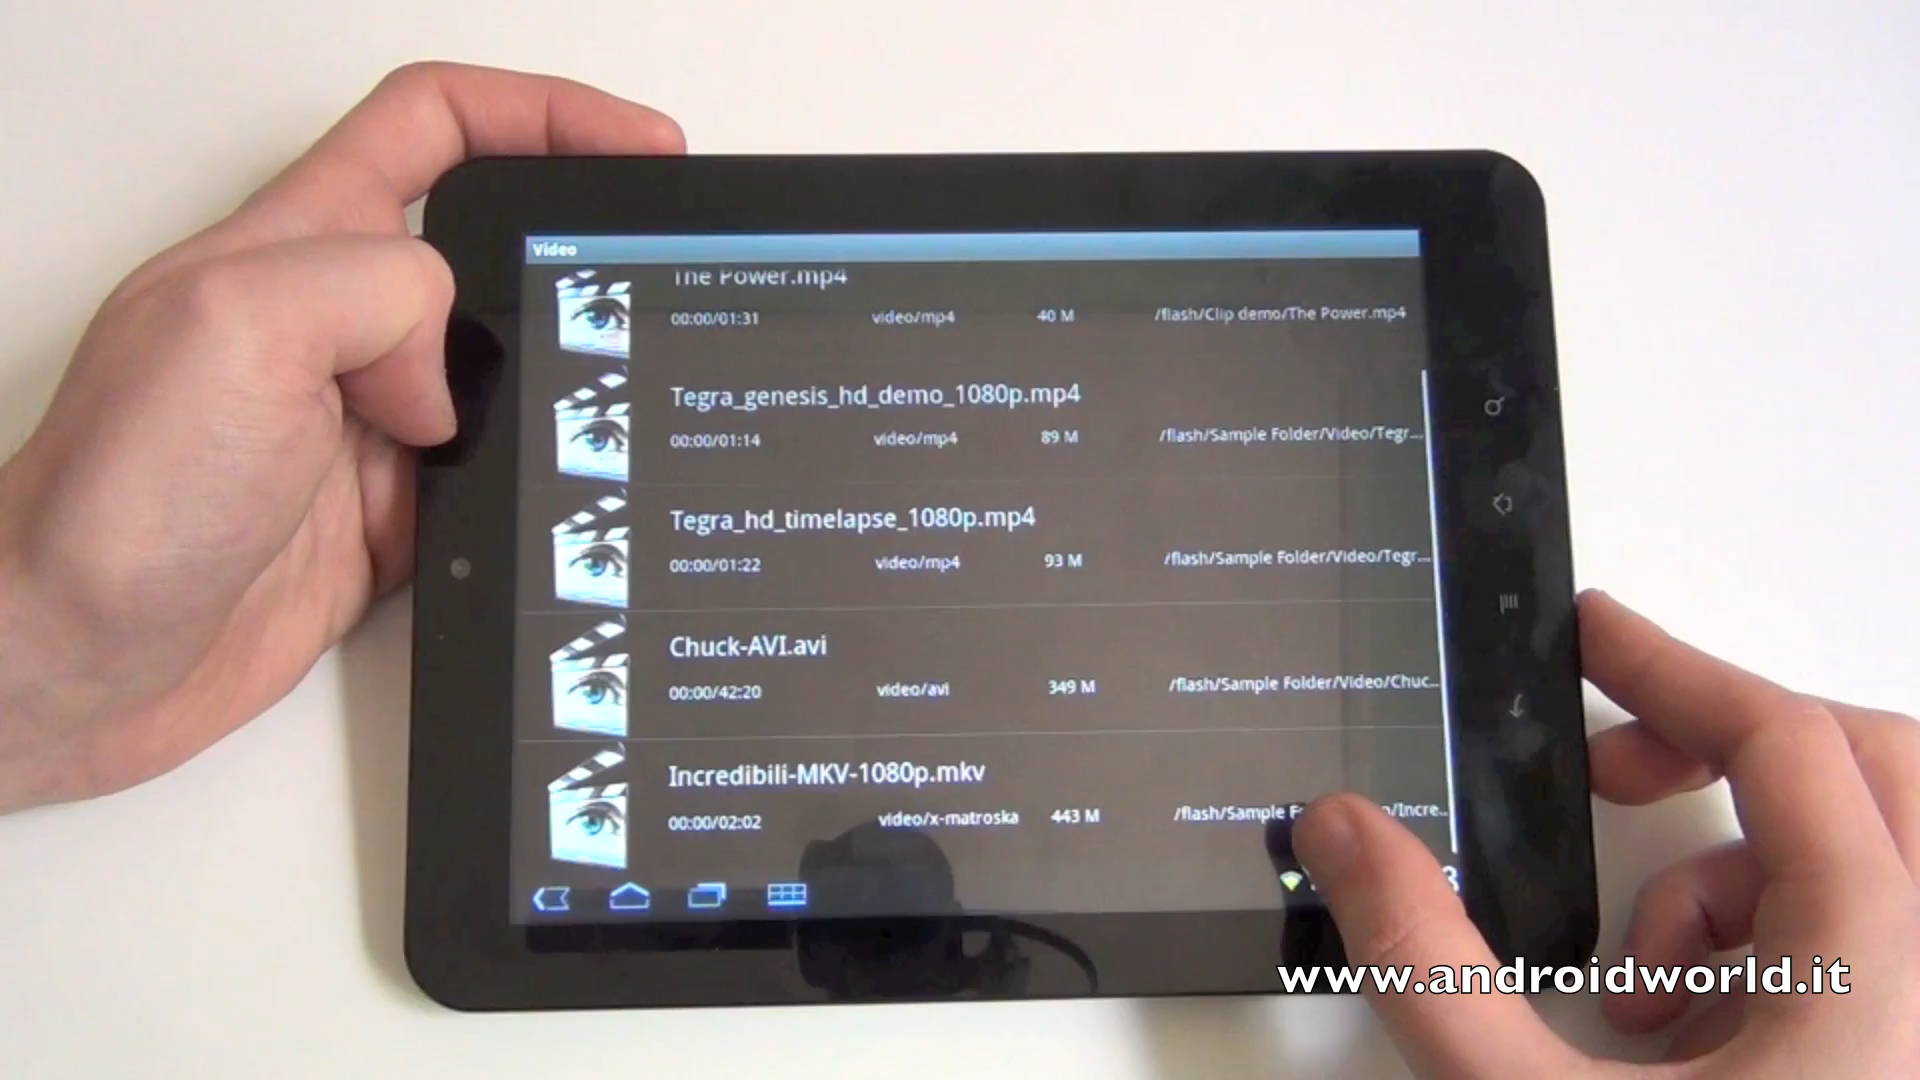 Video
The Power.mp4
00:00/01:31 video/mp4 40 M /flash/Clip demo/The Power.mp4
Tegra_genesis_hd_demo_1080p.mp4
00:00/01:14 video/mp4 89 M /flash/Sample Folder/Video/Tegr...
Tegra_hd_timelapse_1080p.mp4
00:00/01:22 video/mp4 93 M /flash/Sample Folder/Video/Tegr...
Chuck-AVI.avi
00:00/42:20 video/avi 349 M /flash/Sample Folder/Video/Chuc...
Incredibili-MKV-1080p.mkv
00:00/02:02 video/x-matroska 443 M /flash/Sample /Incre...
3
www.androidworld.it